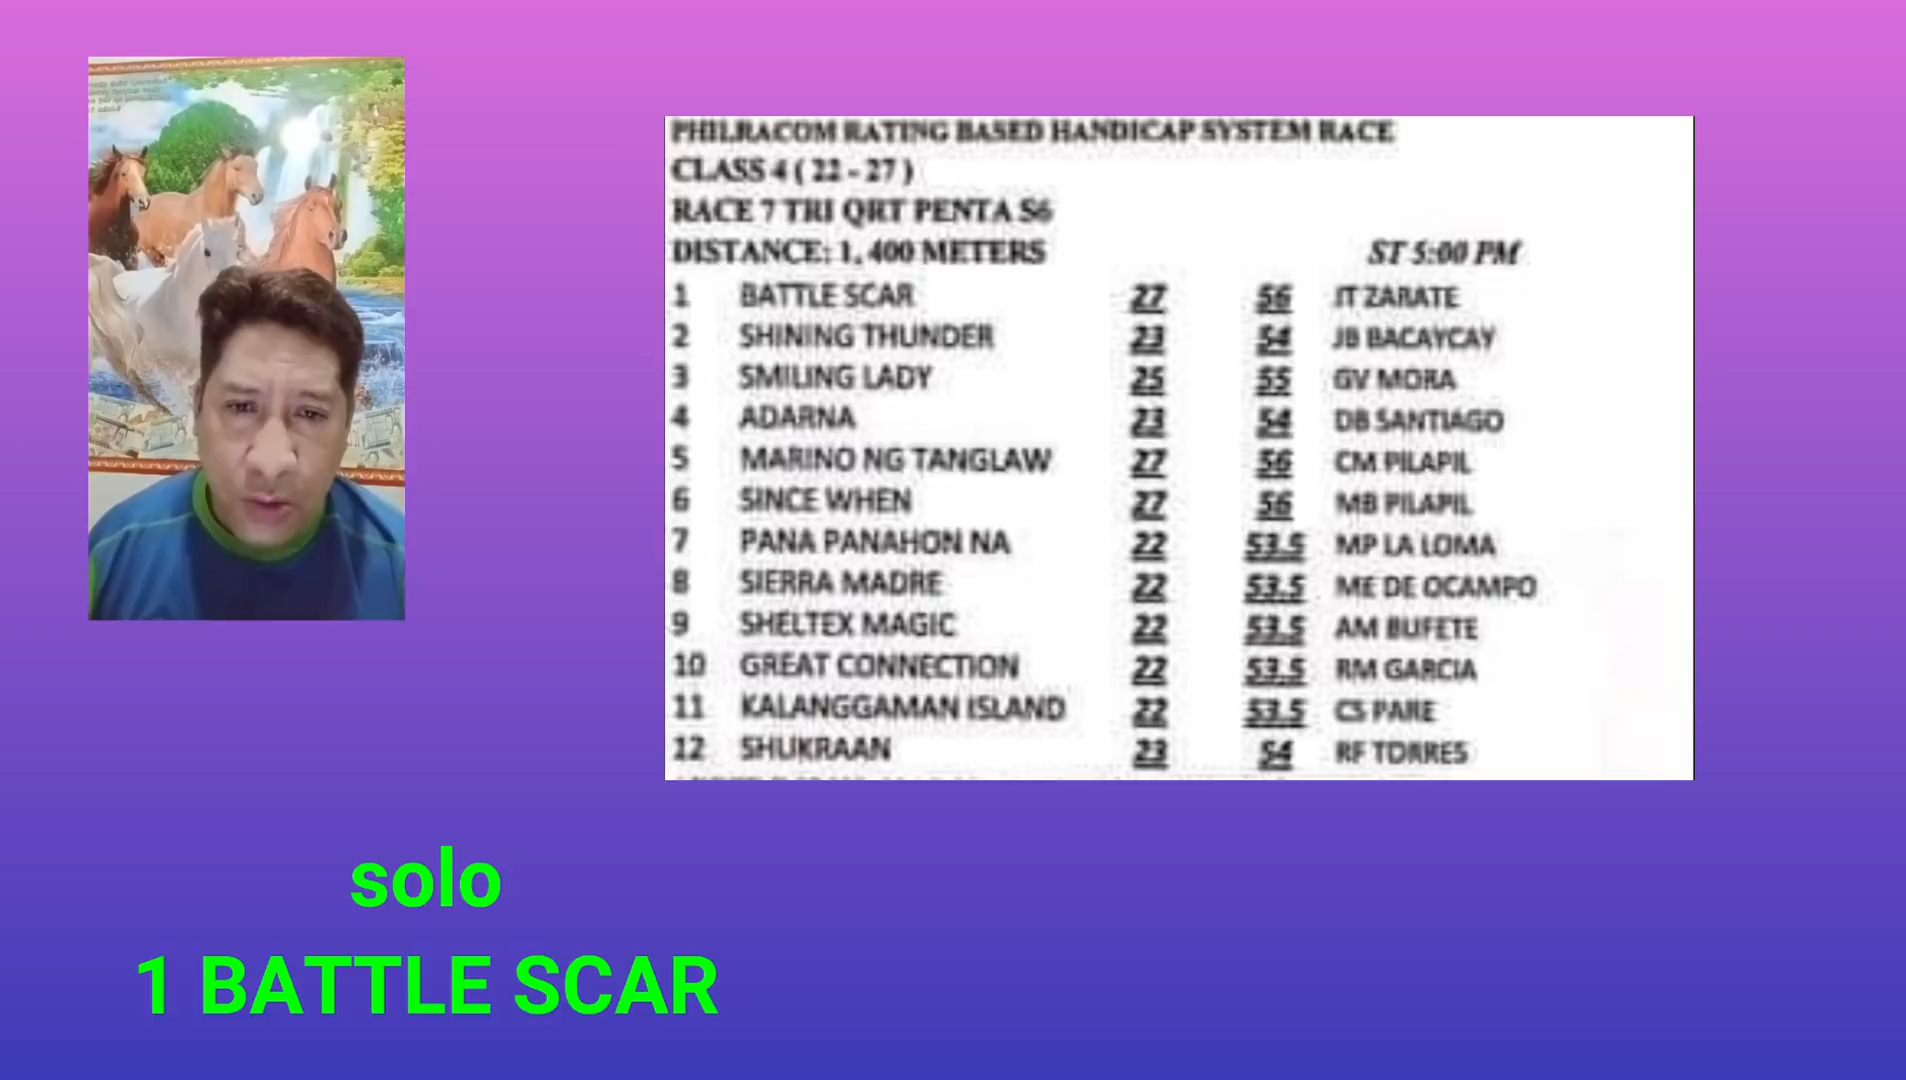 PHILRACOM RATING BASED HANDICAP SYSTEM RACE
CLASS 4 ( 22 - 27 )
RACE 7 TRI QRT PENTA S6
DISTANCE: 1, 400 METERS ST 5:00 PM
1 BATTLE SCAR 27 56 JT ZARATE
2 SHINING THUNDER 23 54 JB BACAYCAY
3 SMILING LADY 25 55 GV MORA
4 ADARNA 23 54 DB SANTIAGO
5 MARINO NG TANGLAW 27 56 CM PILAPIL
6 SINCE WHEN 27 56 MB PILAPIL
7 PANA PANAHON NA 22 53.5 MP LA LOMA
8 SIERRA MADRE 22 53.5 ME DE OCAMPO
9 SHELTEX MAGIC 22 53.5 AM BUFETE
10 GREAT CONNECTION 22 53.5 RM GARCIA
11 KALANGGAMAN ISLAND 22 53.5 CS PARE
12 SHUKRAAN 23 54 RF TORRES
solo
1 BATTLE SCAR